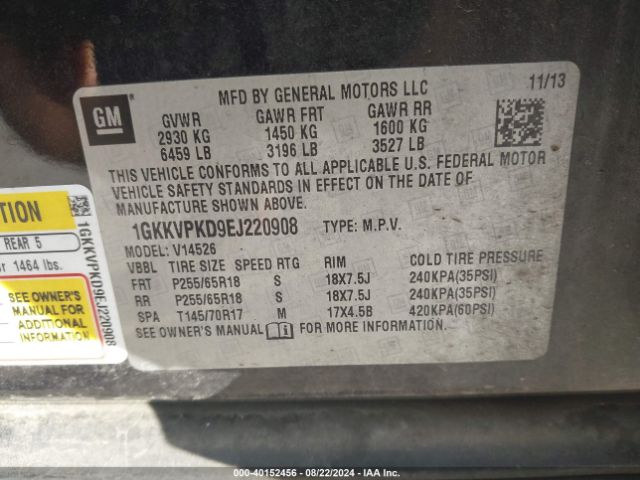 GM
MFD BY GENERAL MOTORS LLC 11/13
GVWR GAWR FRT GAWR RR
2930 KG 1450 KG 1600 KG
6459 LB 3196 LB 3527 LB
THIS VEHICLE CONFORMS TO ALL APPLICABLE U.S. FEDERAL MOTOR
VEHICLE SAFETY STANDARDS IN EFFECT ON THE DATE OF
MANUFACTURE SHOWN ABOVE.
1GKKVPKD9EJ220908 TYPE: M.P.V.
MODEL: V14526
VBBL TIRE SIZE SPEED RTG RIM COLD TIRE PRESSURE
FRT P255/65R18 S 18X7.5J 240KPA(35PSI)
RR P255/65R18 S 18X7.5J 240KPA(35PSI)
SPA T145/70R17 M 17X4.5B 420KPA(60PSI)
SEE OWNER'S MANUAL FOR MORE INFORMATION.
TION
REAR 5
or 1464 lbs.
SEE OWNER'S
MANUAL FOR
ADDITIONAL
INFORMATION
1GKKVPKD9EJ220908
00-40152456 - 08/22/2024 - IAA Inc.